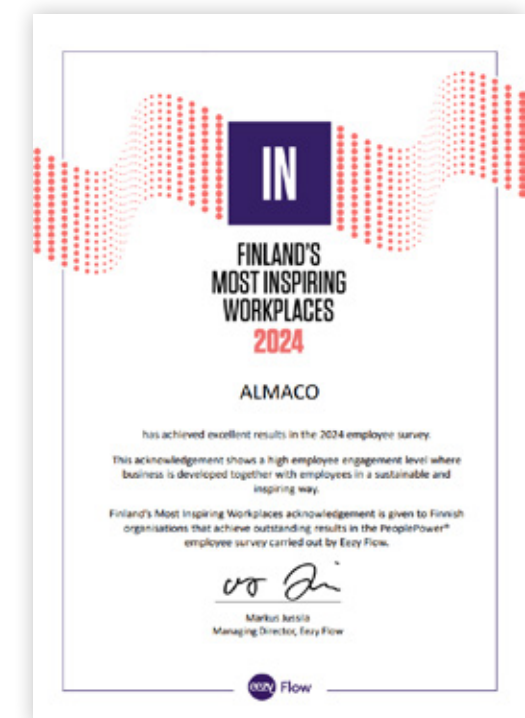 IN
FINLAND'S
MOST INSPIRING
WORKPLACES
2024
ALMACO
has achieved excellent results in the 2024 employee survey.
This acknowledgement shows a high employee engagement level where
business is developed together with employees in a sustainable and
inspiring way.
Finland's Most Inspiring Workplaces acknowledgement is given to Finnish
organisations that achieve outstanding results in the PeoplePower®
employee survey carried out by Eezy Flow.
Markus Jussila
Managing Director, Eezy Flow
eezy Flow